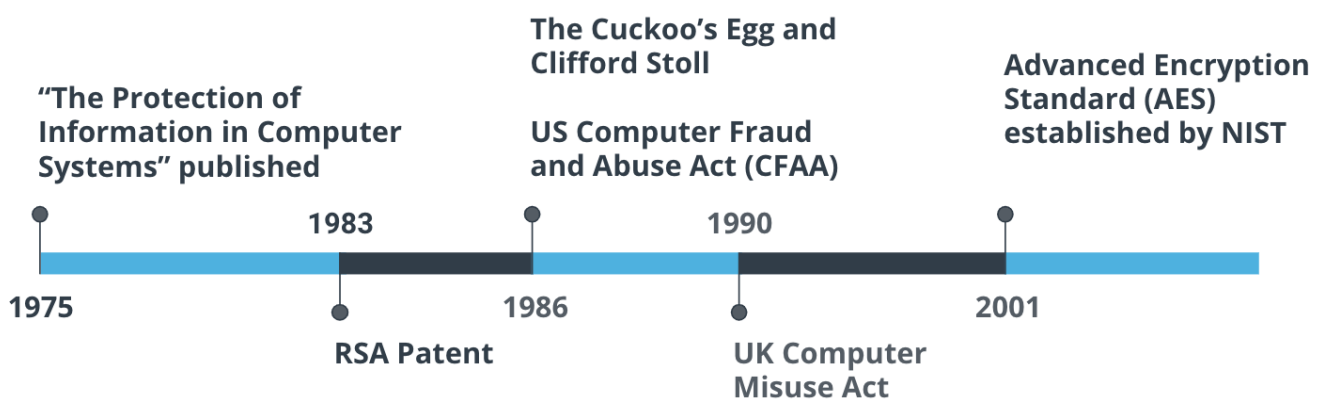 The Cuckoo’s Egg and
Clifford Stoll
Advanced Encryption
Standard (AES)
established by NIST
“The Protection of
Information in Computer
Systems” published
US Computer Fraud
and Abuse Act (CFAA)
1983
1990
1975
1986
2001
RSA Patent
UK Computer
Misuse Act